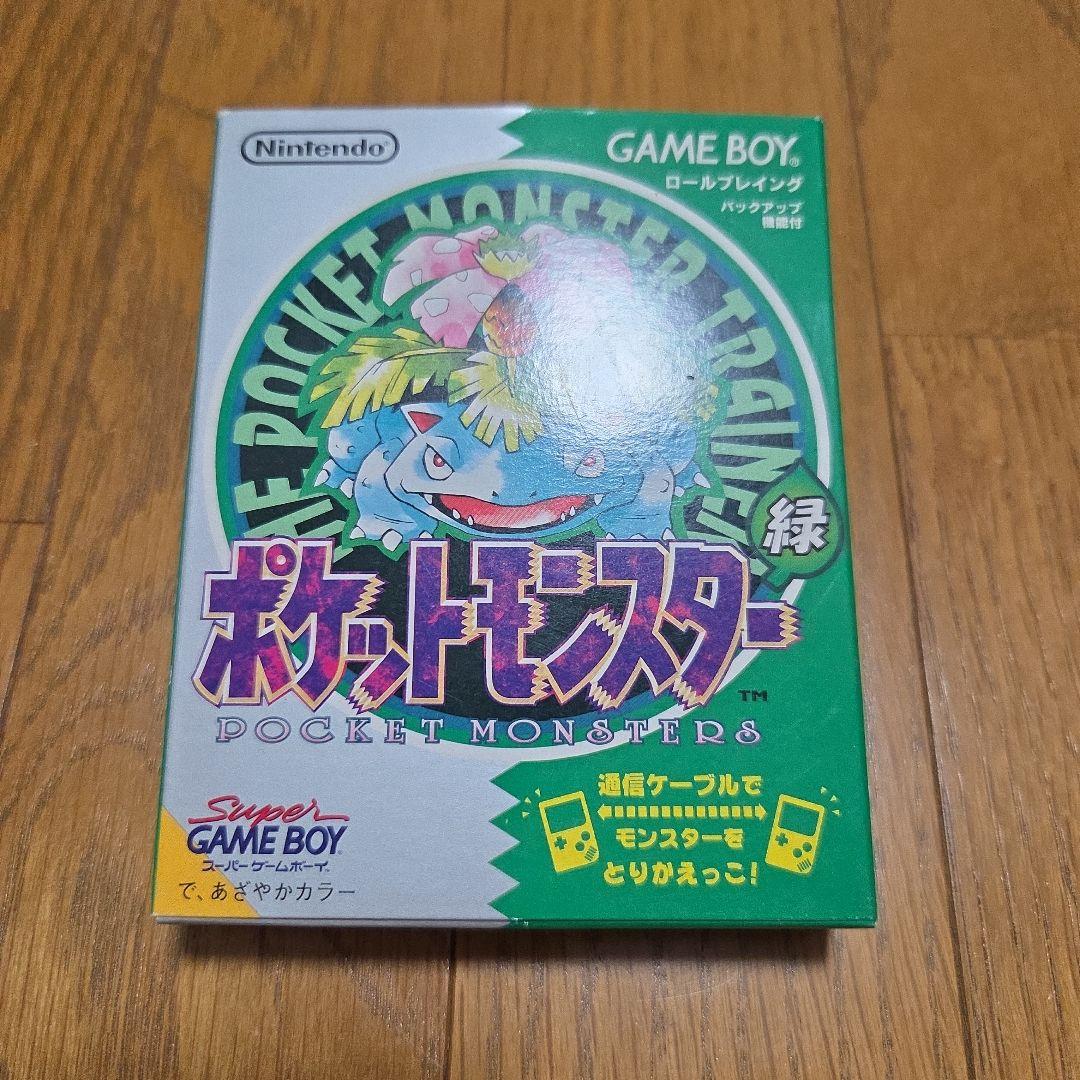 Nintendo
GAME BOY®
ロールプレイング
バックアップ
機能付
THE POCKET MONSTER TRAINER
緑
ポケットモンスター
TM
POCKET MONSTERS
通信ケーブルで
モンスターを
とりかえっこ!
Super
GAME BOY
スーパーゲームボーイ
で、あざやかカラー